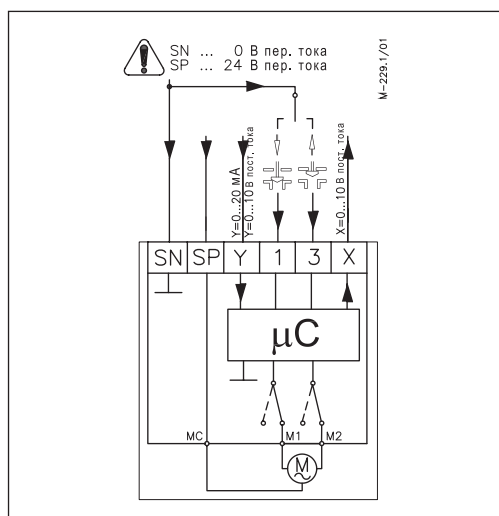 SN ... 0 В пер. тока
SP ... 24 В пер. тока
M-229.1/01
Y=0...20 мА
Y=0...10 В пост. тока
X=0...10 В пост. тока
SN SP Y 1 3 X
µC
MC M1 M2
M